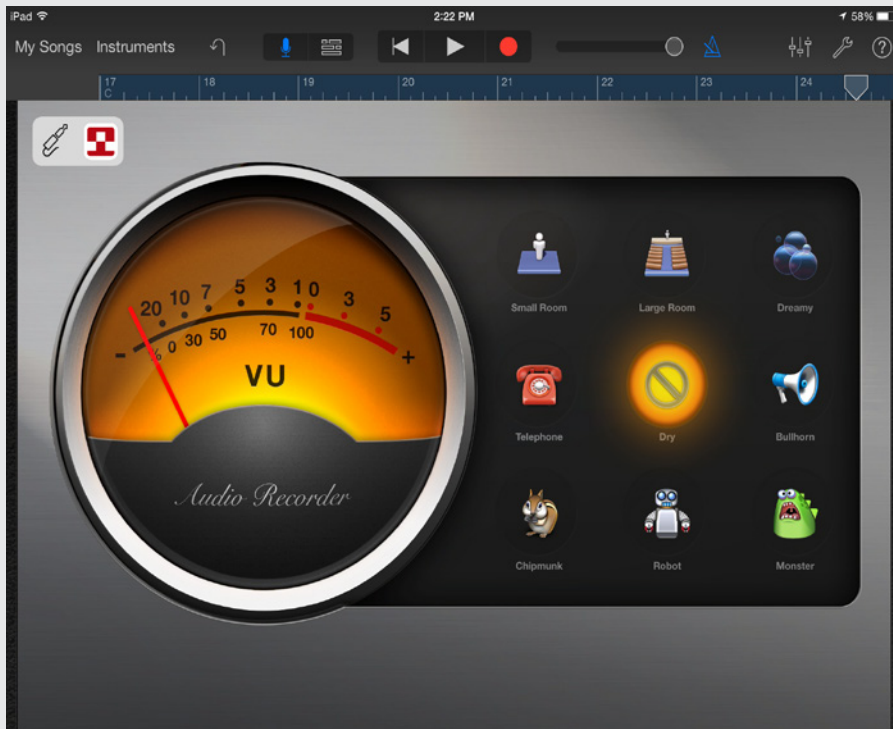 iPad 2:22 PM 58%
My Songs Instruments ?
17 18 19 20 21 22 23 24
C
20 10 7 5 3 1 0 3 5
- % 0 30 50 70 100 +
VU
Audio Recorder
Small Room Large Room Dreamy
Telephone Dry Bullhorn
Chipmunk Robot Monster